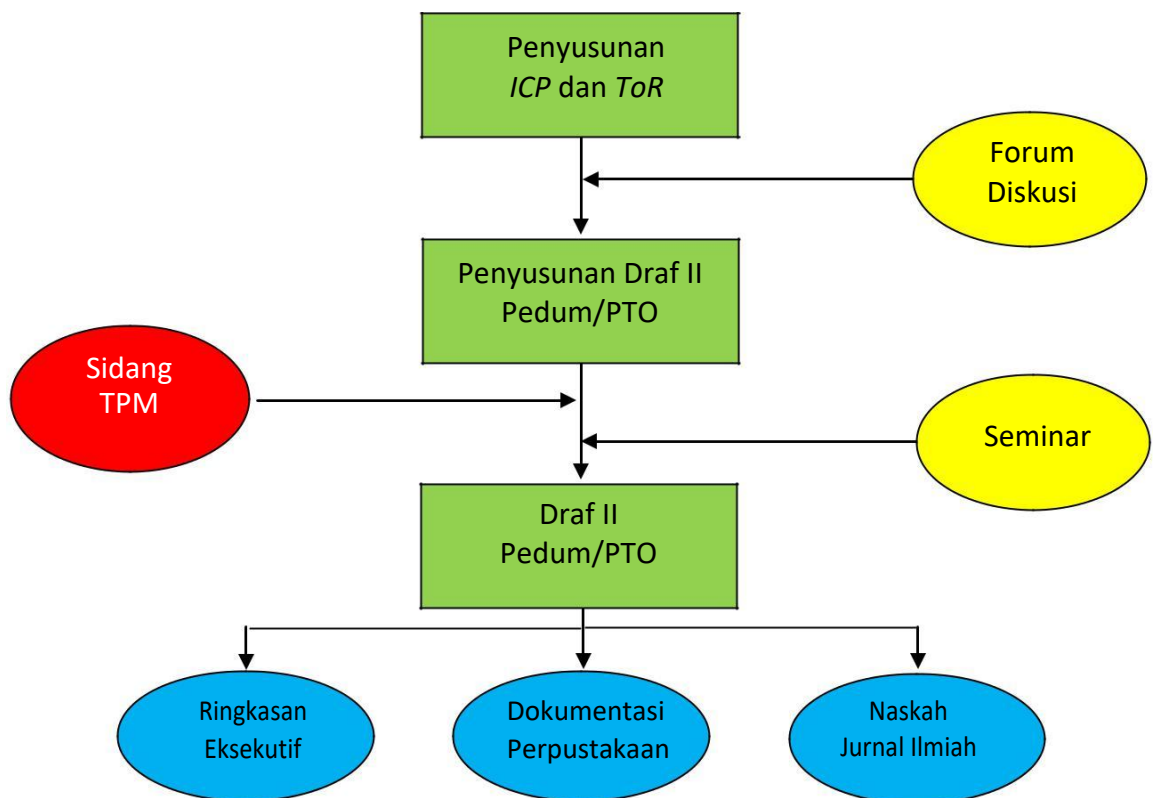 Penyusunan
ICP dan ToR
Forum
Diskusi
Penyusunan Draf II
Pedum/PTO
Sidang
TPM
Seminar
Draf II
Pedum/PTO
Ringkasan
Eksekutif
Dokumentasi
Perpustakaan
Naskah
Jurnal Ilmiah